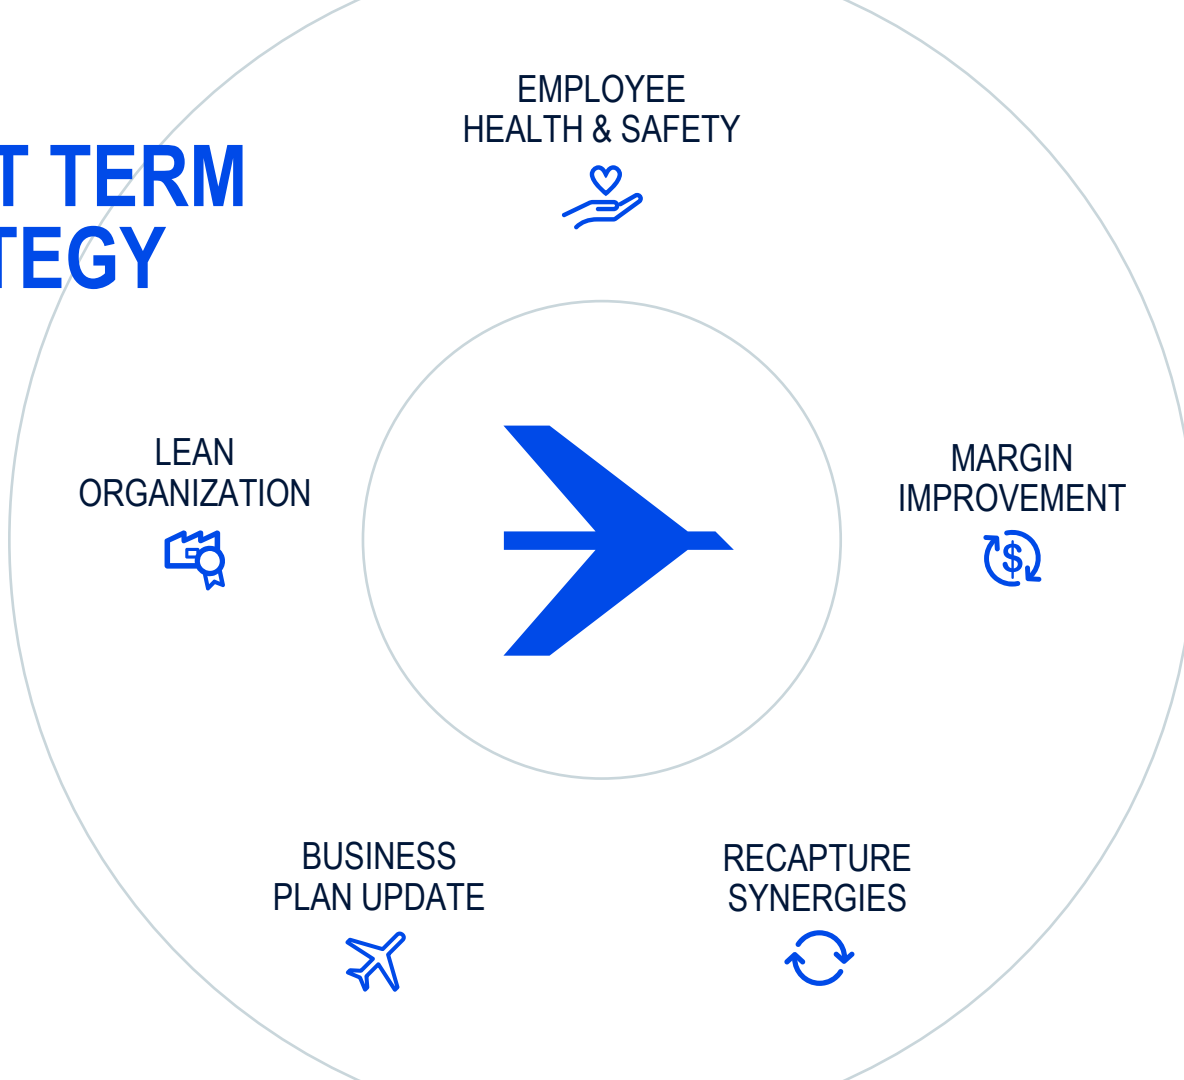 EMPLOYEE
HEALTH & SAFETY
T TERM
TEGY
LEAN
ORGANIZATION
MARGIN
IMPROVEMENT
BUSINESS
PLAN UPDATE
RECAPTURE
SYNERGIES